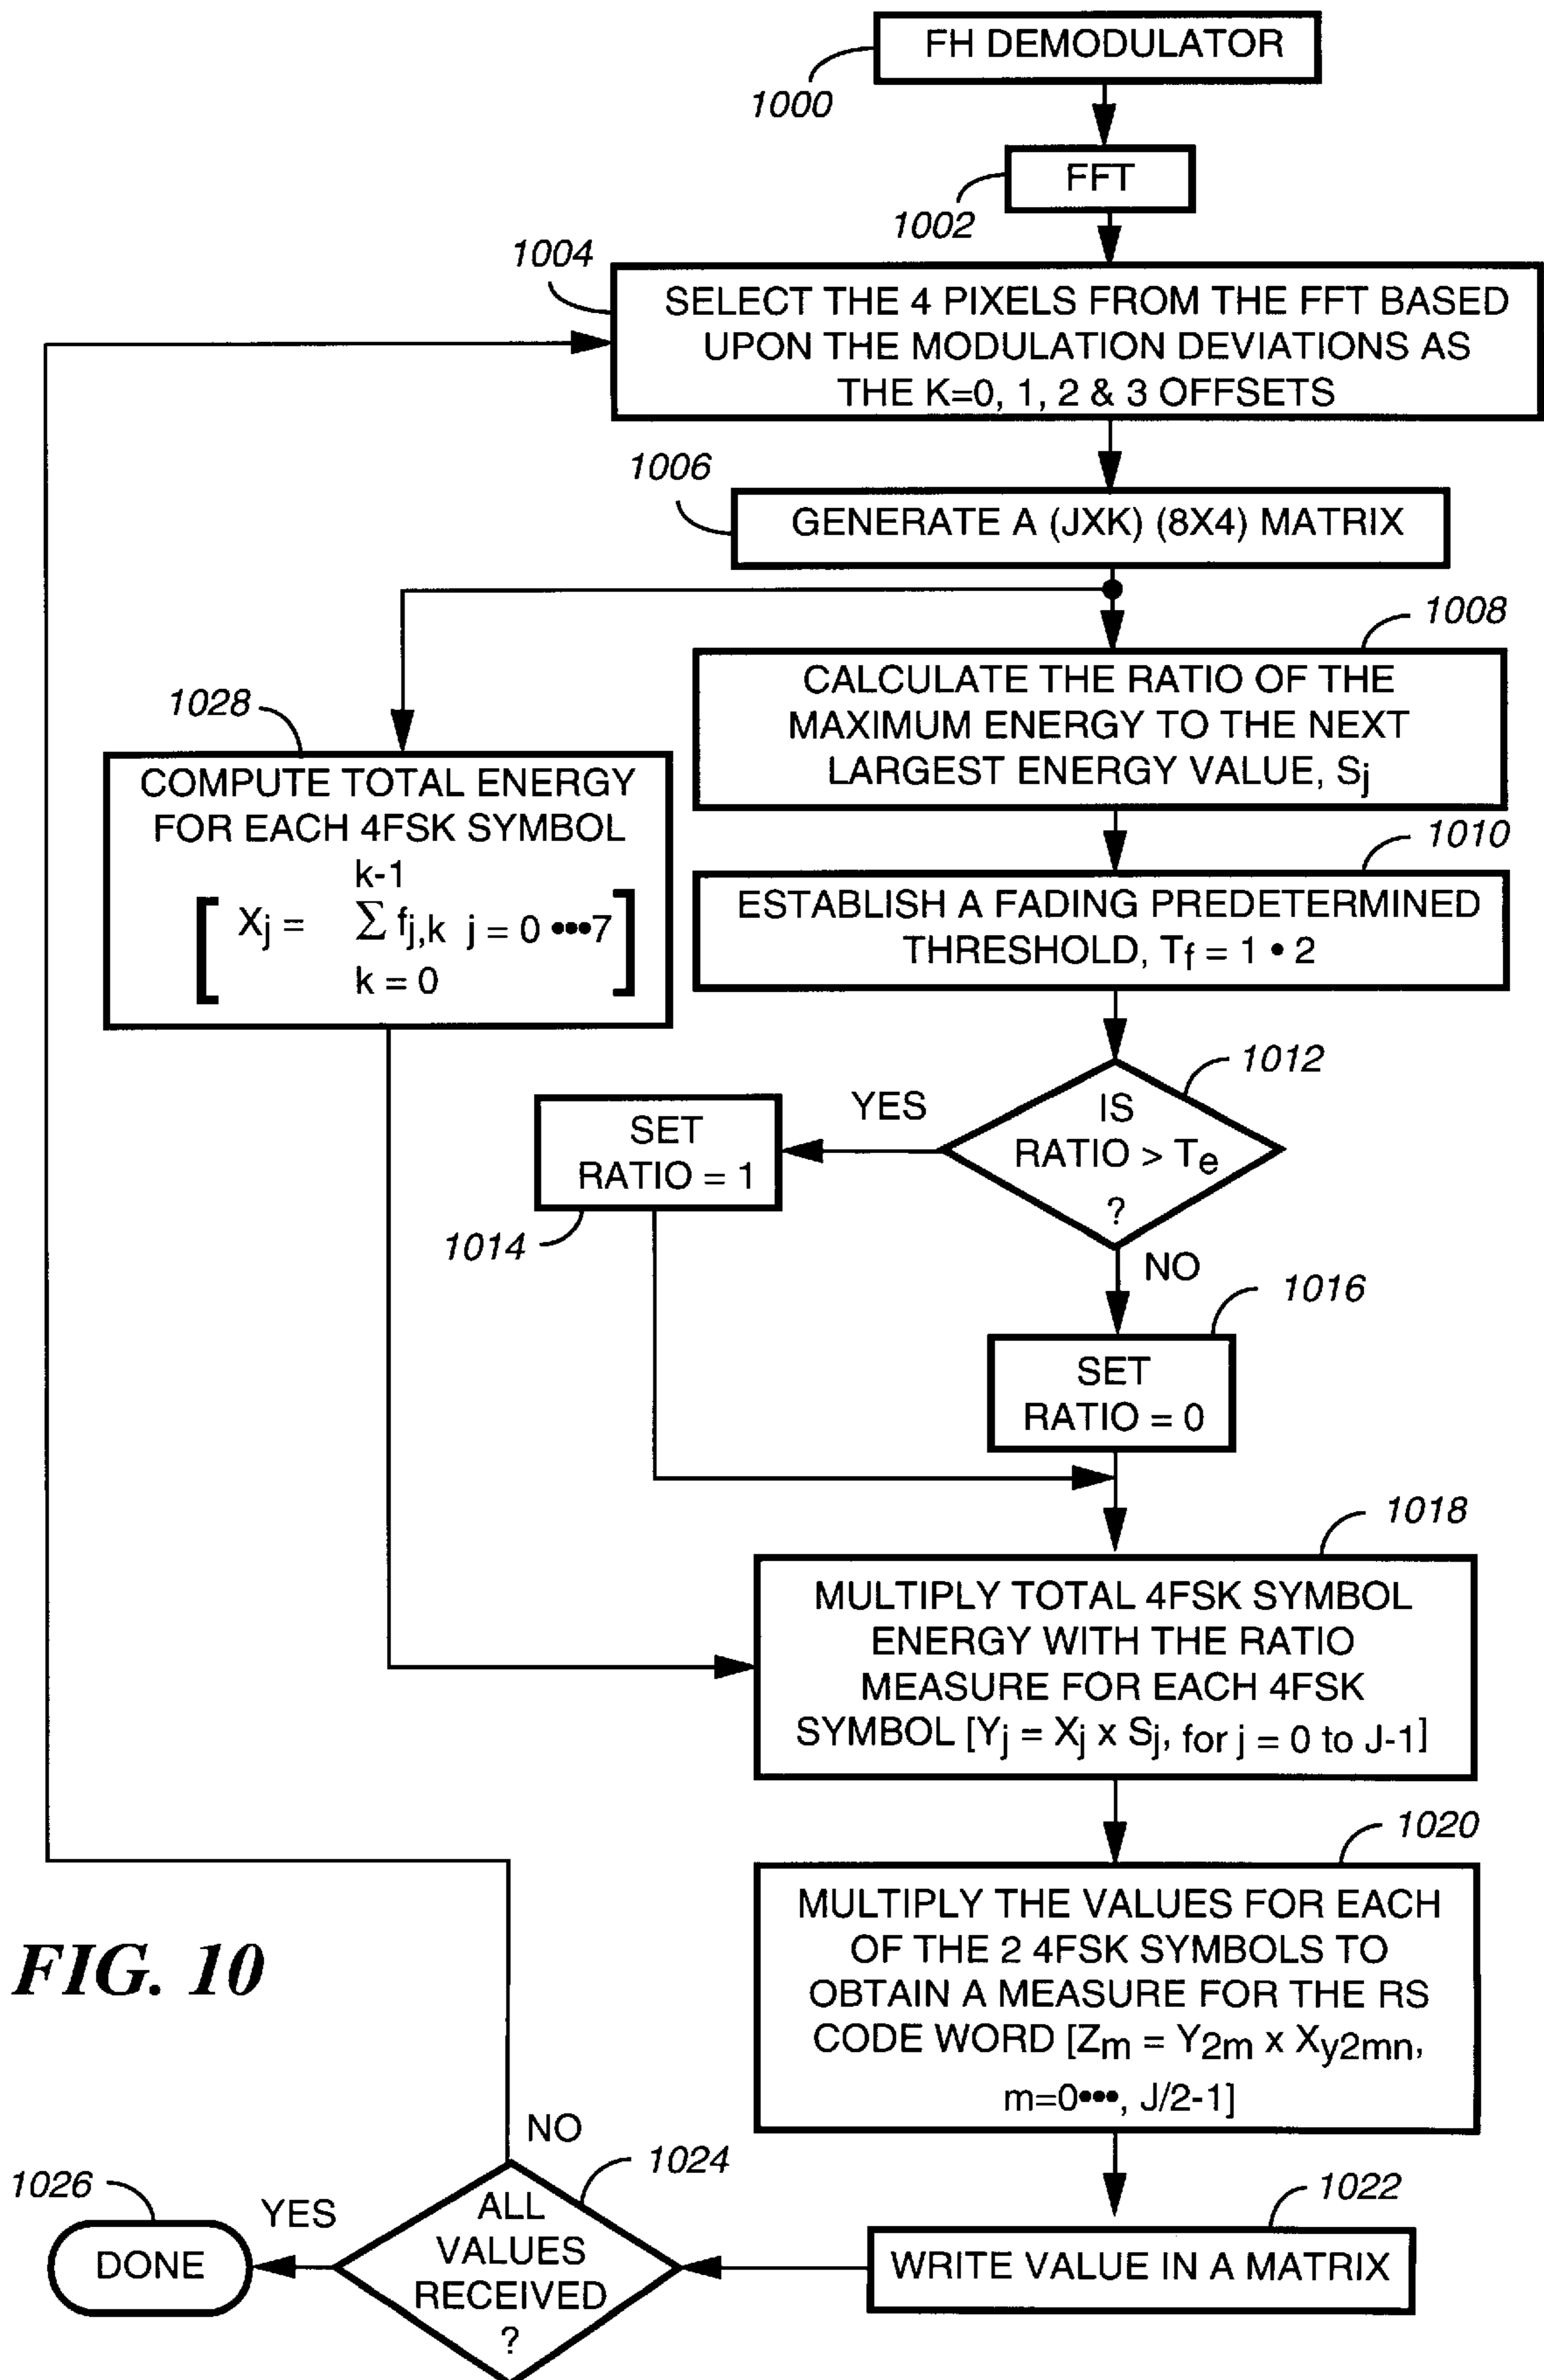 FH DEMODULATOR
1000
FFT
1002
1004
SELECT THE 4 PIXELS FROM THE FFT BASED
UPON THE MODULATION DEVIATIONS AS
THE K=0, 1, 2 & 3 OFFSETS
1006
GENERATE A (JXK) (8X4) MATRIX
1008
CALCULATE THE RATIO OF THE
MAXIMUM ENERGY TO THE NEXT
LARGEST ENERGY VALUE, Sj
1028
COMPUTE TOTAL ENERGY
FOR EACH 4FSK SYMBOL
k-1
[ Xj = Σ fj,k j = 0 •••7 ]
k = 0
1010
ESTABLISH A FADING PREDETERMINED
THRESHOLD, Tf = 1 • 2
1012
IS
RATIO > Te
?
YES
SET
RATIO = 1
1014
NO
1016
SET
RATIO = 0
1018
MULTIPLY TOTAL 4FSK SYMBOL
ENERGY WITH THE RATIO
MEASURE FOR EACH 4FSK
SYMBOL [Yj = Xj x Sj, for j = 0 to J-1]
1020
MULTIPLY THE VALUES FOR EACH
OF THE 2 4FSK SYMBOLS TO
OBTAIN A MEASURE FOR THE RS
CODE WORD [Zm = Y2m x Xy2mn,
m=0•••, J/2-1]
1022
WRITE VALUE IN A MATRIX
1024
ALL
VALUES
RECEIVED
?
NO
YES
1026
DONE
FIG. 10